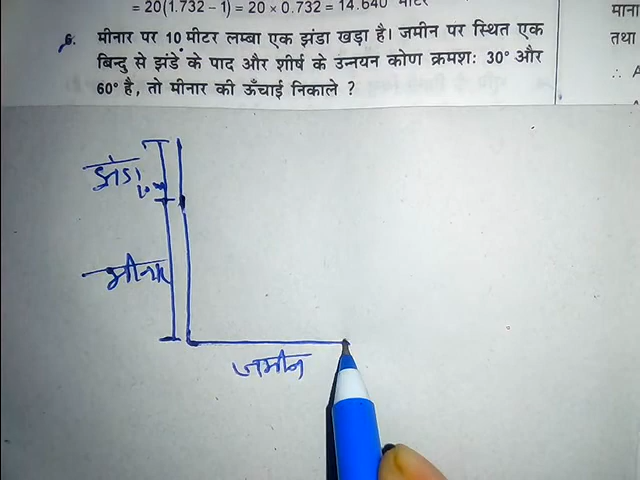 = 20(1.732 – 1) = 20 × 0.732 = 14.640 मीटर
6. मीनार पर 10 मीटर लम्बा एक झंडा खड़ा है। जमीन पर स्थित एक
बिन्दु से झंडे के पाद और शीर्ष के उन्नयन कोण क्रमशः 30° और
60° है, तो मीनार की ऊँचाई निकाले ?
माना
तथा
∴
झंडा
10 m
मीनार
जमीन